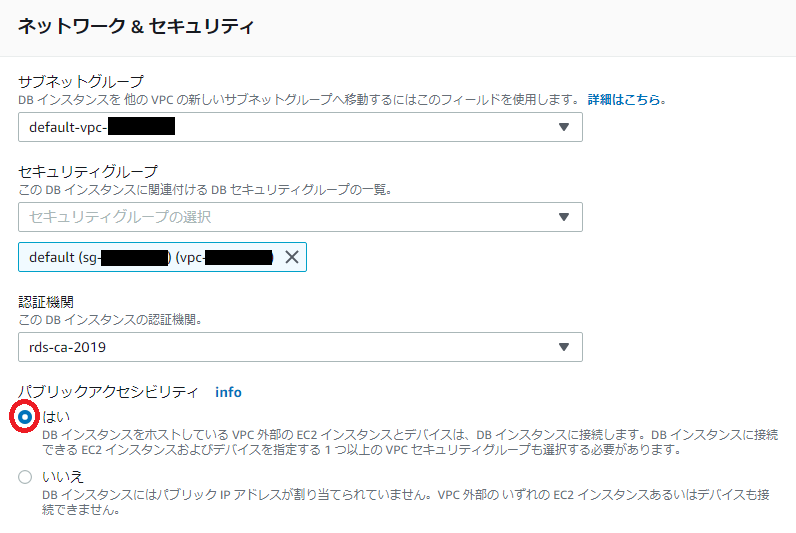 ネットワーク & セキュリティ
サブネットグループ
DB インスタンスを 他の VPC の新しいサブネットグループへ移動するにはこのフィールドを使用します。 詳細はこちら。
default-vpc-
セキュリティグループ
この DB インスタンスに関連付ける DB セキュリティグループの一覧。
セキュリティグループの選択
default (sg-) (vpc-)
認証機関
この DB インスタンスの認証機関。
rds-ca-2019
パブリックアクセシビリティ info
はい
DB インスタンスをホストしている VPC 外部の EC2 インスタンスとデバイスは、DB インスタンスに接続します。DB インスタンスに接続
できる EC2 インスタンスおよびデバイスを指定する 1 つ以上の VPC セキュリティグループも選択する必要があります。
いいえ
DB インスタンスにはパブリック IP アドレスが割り当てられていません。VPC 外部の いずれの EC2 インスタンスあるいはデバイスも接
続できません。